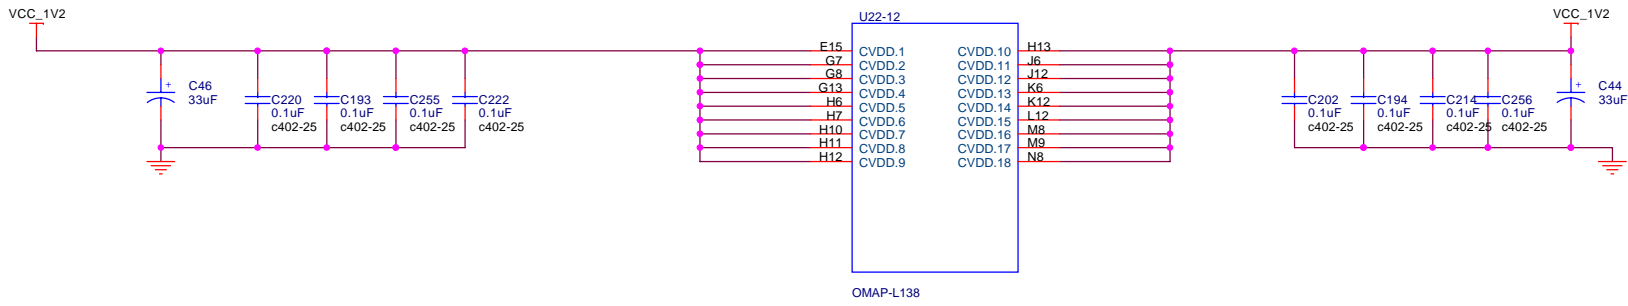 VCC_1V2
U22-12
VCC_1V2
E15 CVDD.1 CVDD.10 H13
G7 CVDD.2 CVDD.11 J6
G8 CVDD.3 CVDD.12 J12
G13 CVDD.4 CVDD.13 K6
H6 CVDD.5 CVDD.14 K12
H7 CVDD.6 CVDD.15 L12
H10 CVDD.7 CVDD.16 M8
H11 CVDD.8 CVDD.17 M9
H12 CVDD.9 CVDD.18 N8
+ C46
33uF
C220
0.1uF
c402-25
C193
0.1uF
c402-25
C255
0.1uF
c402-25
C222
0.1uF
c402-25
C202
0.1uF
c402-25
C194
0.1uF
c402-25
C214
0.1uF
c402-25
C256
0.1uF
c402-25
+ C44
33uF
OMAP-L138